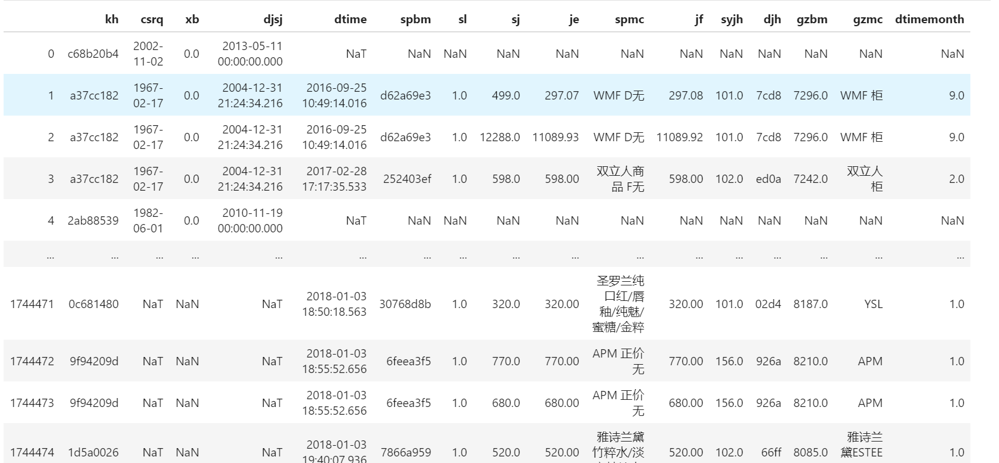 kh csrq xb djsj dtime spbm sl sj je spmc jf syjh djh gzbm gzmc dtimemonth
0 c68b20b4 2002-11-02 0.0 2013-05-11 00:00:00.000 NaT NaN NaN NaN NaN NaN NaN NaN NaN NaN NaN NaN
1 a37cc182 1967-02-17 0.0 2004-12-31 21:24:34.216 2016-09-25 10:49:14.016 d62a69e3 1.0 499.0 297.07 WMF D无 297.08 101.0 7cd8 7296.0 WMF 柜 9.0
2 a37cc182 1967-02-17 0.0 2004-12-31 21:24:34.216 2016-09-25 10:49:14.016 d62a69e3 1.0 12288.0 11089.93 WMF D无 11089.92 101.0 7cd8 7296.0 WMF 柜 9.0
3 a37cc182 1967-02-17 0.0 2004-12-31 21:24:34.216 2017-02-28 17:17:35.533 252403ef 1.0 598.0 598.00 双立人商品 F无 598.00 102.0 ed0a 7242.0 双立人柜 2.0
4 2ab88539 1982-06-01 0.0 2010-11-19 00:00:00.000 NaT NaN NaN NaN NaN NaN NaN NaN NaN NaN NaN NaN
... ... ... ... ... ... ... ... ... ... ... ... ... ... ... ... ...
1744471 0c681480 NaT NaN NaT 2018-01-03 18:50:18.563 30768d8b 1.0 320.0 320.00 圣罗兰纯口红/唇釉/纯魅/蜜糖/金粹 320.00 101.0 02d4 8187.0 YSL 1.0
1744472 9f94209d NaT NaN NaT 2018-01-03 18:55:52.656 6feea3f5 1.0 770.0 770.00 APM 正价无 770.00 156.0 926a 8210.0 APM 1.0
1744473 9f94209d NaT NaN NaT 2018-01-03 18:55:52.656 6feea3f5 1.0 680.0 680.00 APM 正价无 680.00 156.0 926a 8210.0 APM 1.0
1744474 1d5a0026 NaT NaN NaT 2018-01-03 19:40:07.936 7866a959 1.0 520.0 520.00 雅诗兰黛竹粹水/淡 520.00 102.0 66ff 8085.0 雅诗兰黛ESTEE 1.0